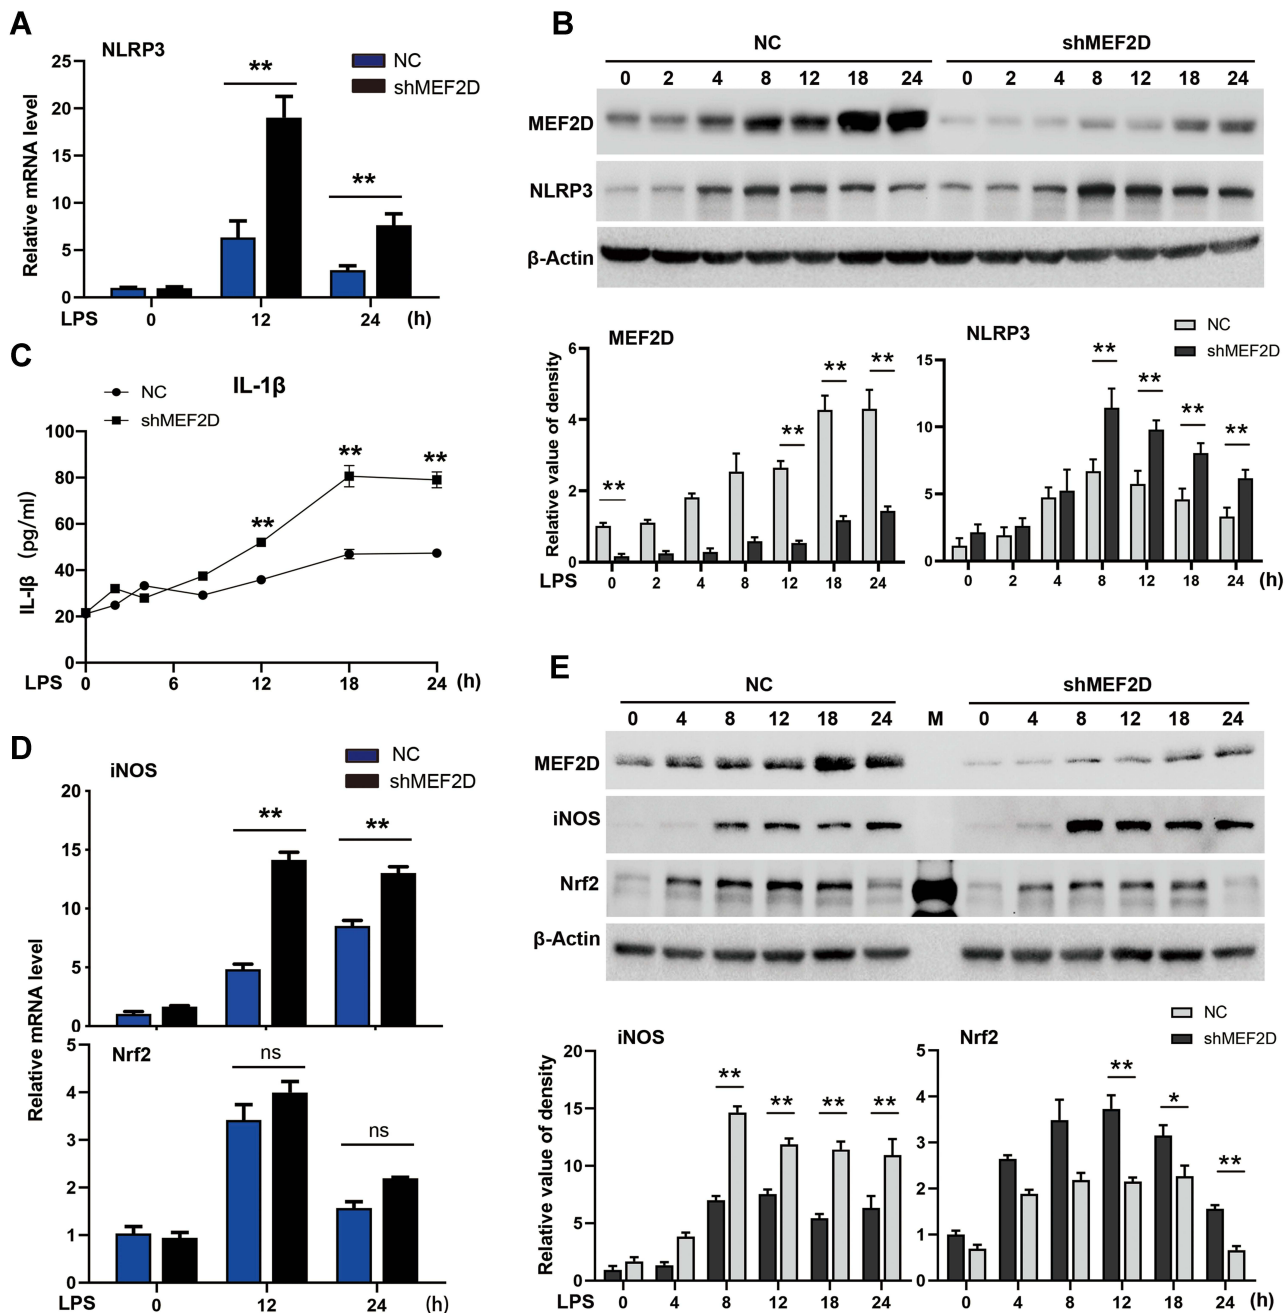 A
NLRP3
NC
shMEF2D
Relative mRNA level
25
20
15
10
5
0
**
**
LPS
0
12
24
(h)
B
NC
shMEF2D
0 2 4 8 12 18 24 0 2 4 8 12 18 24
MEF2D
NLRP3
β-Actin
MEF2D
Relative value of density
6
4
2
0
**
**
**
**
LPS
0 2 4 8 12 18 24
NLRP3
NC
shMEF2D
15
10
5
0
**
**
**
**
0 2 4 8 12 18 24 (h)
C
IL-1β
NC
shMEF2D
IL-Iβ (pg/ml)
100
80
60
40
20
0
**
**
**
LPS
0 6 12 18 24 (h)
D
iNOS
NC
shMEF2D
Relative mRNA level
20
15
10
5
0
**
**
Nrf2
5
4
3
2
1
0
ns
ns
LPS
0 12 24 (h)
E
NC
shMEF2D
0 4 8 12 18 24 M 0 4 8 12 18 24
MEF2D
iNOS
Nrf2
β-Actin
iNOS
Relative value of density
20
15
10
5
0
**
**
**
**
LPS
0 4 8 12 18 24
Nrf2
NC
shMEF2D
5
4
3
2
1
0
**
*
**
0 4 8 12 18 24 (h)